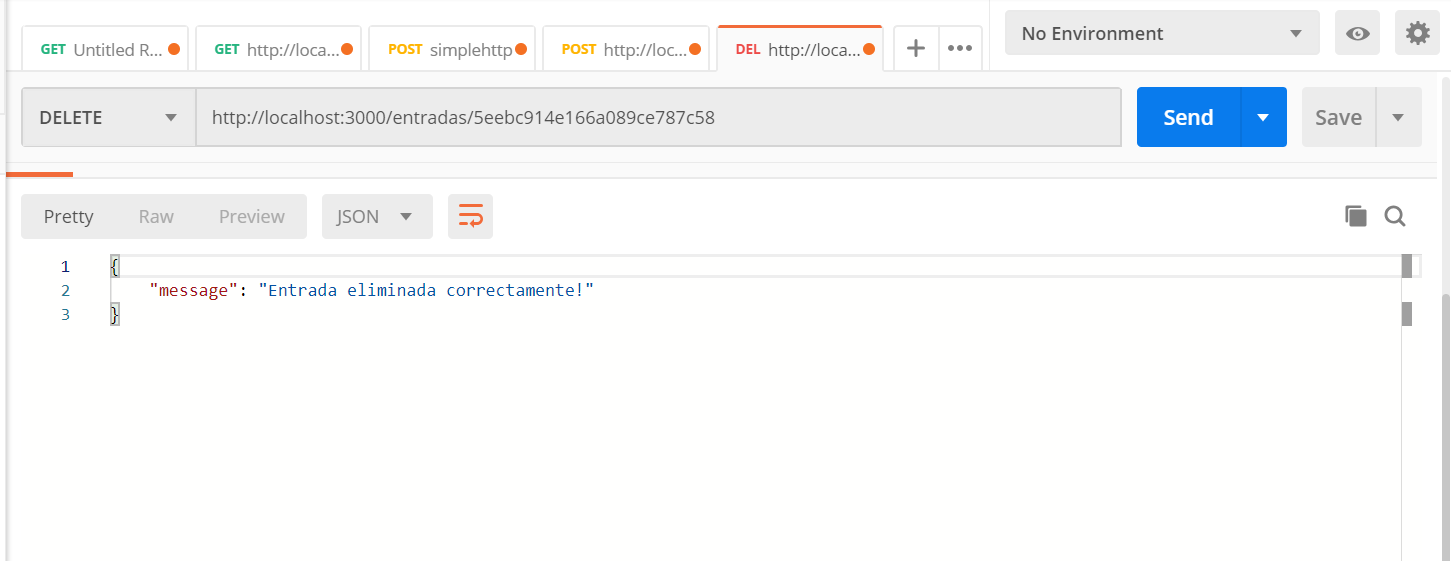 GET Untitled R...
GET http://loca...
POST simplehttp
POST http://loc...
DEL http://loca...
No Environment
DELETE
http://localhost:3000/entradas/5eebc914e166a089ce787c58
Send
Save
Pretty
Raw
Preview
JSON
1 {
2 "message": "Entrada eliminada correctamente!"
3 }